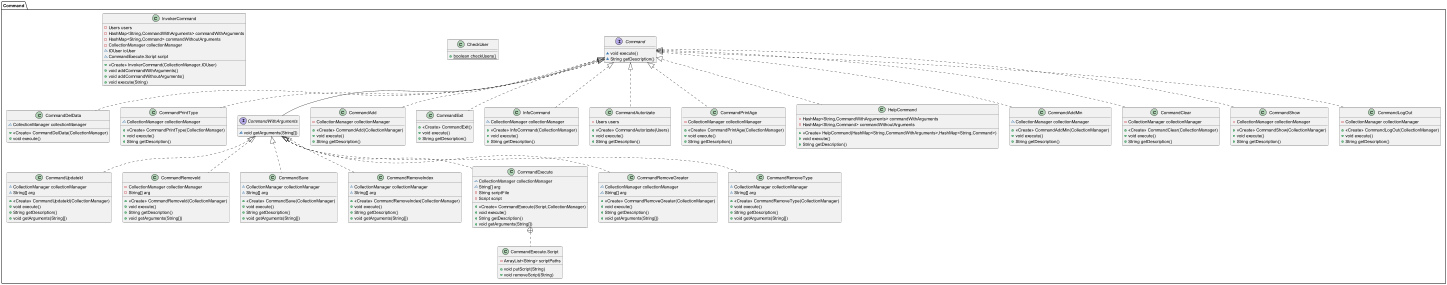 Command
C InvokerCommand
Users users
HashMap<String,CommandWithArguments> commandWithArguments
HashMap<String,Command> commandWithoutArguments
CollectionManager collectionManager
IOUser ioUser
CommandExecute.Script script
«Create» InvokerCommand(CollectionManager,IOUser)
void addCommandWithArguments()
void addCommandWithoutArguments()
void execute(String)
C CheckUser
boolean checkUsers()
I Command
void execute()
String getDescription()
C CommandDelData
CollectionManager collectionManager
«Create» CommandDelData(CollectionManager)
void execute()
C CommandPrintType
CollectionManager collectionManager
«Create» CommandPrintType(CollectionManager)
void execute()
String getDescription()
I CommandWithArguments
void getArguments(String[])
C CommandAdd
CollectionManager collectionManager
«Create» CommandAdd(CollectionManager)
void execute()
String getDescription()
C CommandExit
«Create» CommandExit()
void execute()
String getDescription()
C InfoCommand
CollectionManager collectionManager
«Create» InfoCommand(CollectionManager)
void execute()
String getDescription()
C CommandAutorizate
Users users
«Create» CommandAutorizate(Users)
void execute()
String getDescription()
C CommandPrintAge
CollectionManager collectionManager
«Create» CommandPrintAge(CollectionManager)
void execute()
String getDescription()
C HelpCommand
HashMap<String,CommandWithArguments> commandWithArguments
HashMap<String,Command> commandWithoutArguments
«Create» HelpCommand(HashMap<String,CommandWithArguments>,HashMap<String,Command>)
void execute()
String getDescription()
C CommandAddMin
CollectionManager collectionManager
«Create» CommandAddMin(CollectionManager)
void execute()
String getDescription()
C CommandClear
CollectionManager collectionManager
«Create» CommandClear(CollectionManager)
void execute()
String getDescription()
C CommandShow
CollectionManager collectionManager
«Create» CommandShow(CollectionManager)
void execute()
String getDescription()
C CommandLogOut
CollectionManager collectionManager
«Create» CommandLogOut(CollectionManager)
void execute()
String getDescription()
C CommandUpdateId
CollectionManager collectionManager
String[] arg
«Create» CommandUpdateId(CollectionManager)
void execute()
String getDescription()
void getArguments(String[])
C CommandRemoveId
CollectionManager collectionManager
String[] arg
«Create» CommandRemoveId(CollectionManager)
void execute()
String getDescription()
void getArguments(String[])
C CommandSave
CollectionManager collectionManager
String[] arg
«Create» CommandSave(CollectionManager)
void execute()
String getDescription()
void getArguments(String[])
C CommandRemoveIndex
CollectionManager collectionManager
String[] arg
«Create» CommandRemoveIndex(CollectionManager)
void execute()
String getDescription()
void getArguments(String[])
C CommandExecute
CollectionManager collectionManager
String[] arg
String scriptFile
Script script
«Create» CommandExecute(Script,CollectionManager)
void execute()
String getDescription()
void getArguments(String[])
C CommandRemoveGreater
CollectionManager collectionManager
String[] arg
«Create» CommandRemoveGreater(CollectionManager)
void execute()
String getDescription()
void getArguments(String[])
C CommandRemoveType
CollectionManager collectionManager
String[] arg
«Create» CommandRemoveType(CollectionManager)
void execute()
String getDescription()
void getArguments(String[])
C CommandExecute.Script
ArrayList<String> scriptPaths
void putScript(String)
void removeScript(String)